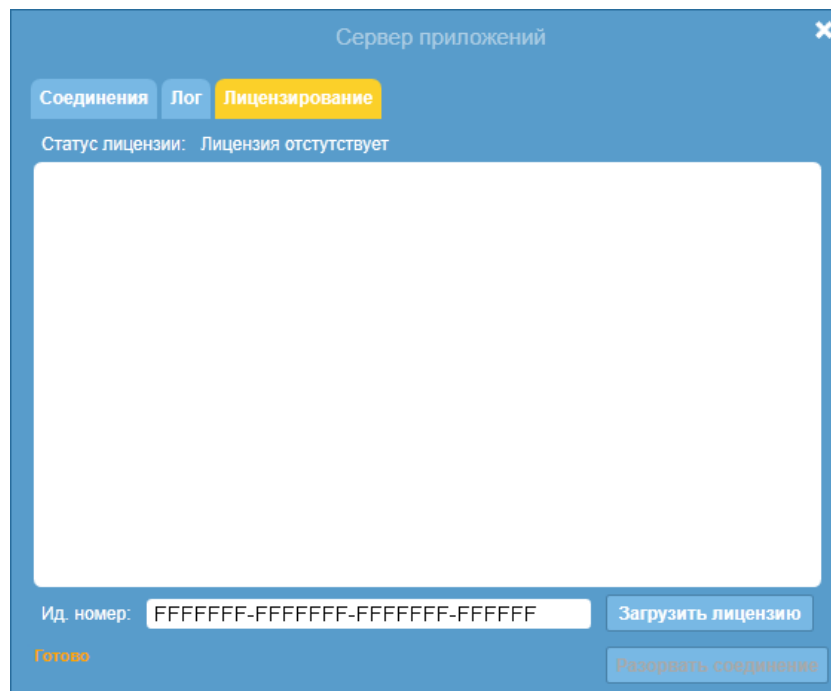 Сервер приложений
Соединения Лог Лицензирование
Статус лицензии: Лицензия отстутствует
Ид. номер: FFFFFFF-FFFFFFF-FFFFFFF-FFFFFF Загрузить лицензию
Готово Разорвать соединение